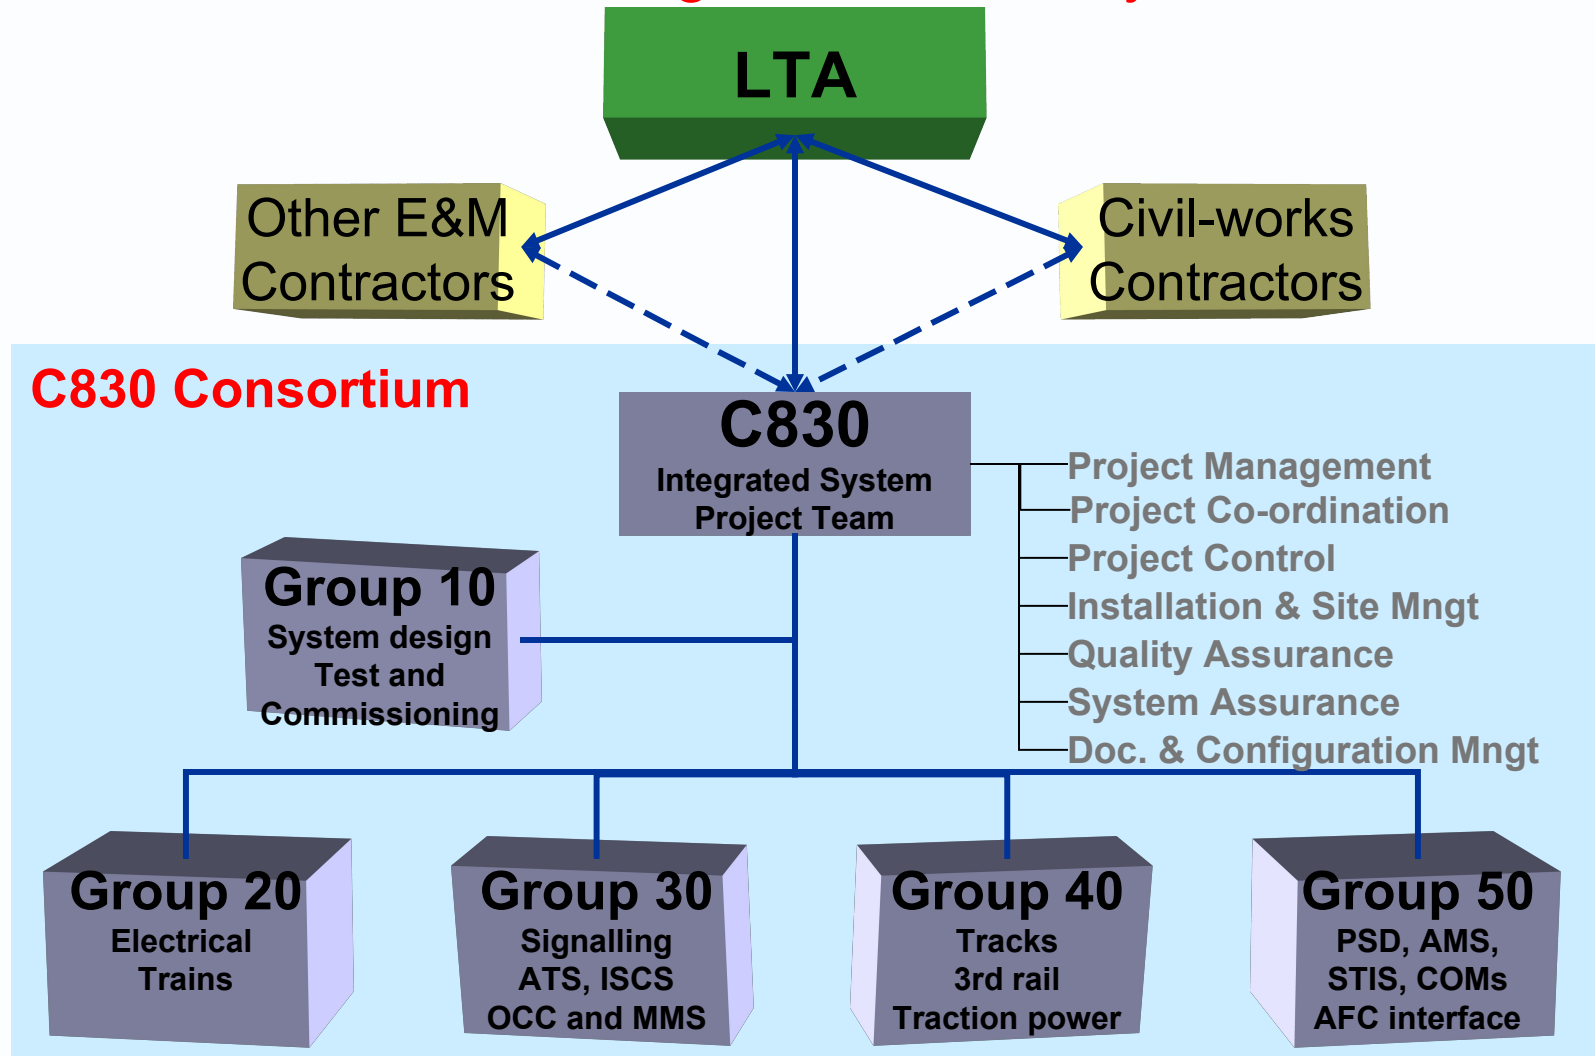 LTA
Other E&M
Contractors
Civil-works
Contractors
C830 Consortium
C830
Integrated System
Project Team
Project Management
Project Co-ordination
Project Control
Installation & Site Mngt
Quality Assurance
System Assurance
Doc. & Configuration Mngt
Group 10
System design
Test and
Commissioning
Group 20
Electrical
Trains
Group 30
Signalling
ATS, ISCS
OCC and MMS
Group 40
Tracks
3rd rail
Traction power
Group 50
PSD, AMS,
STIS, COMs
AFC interface